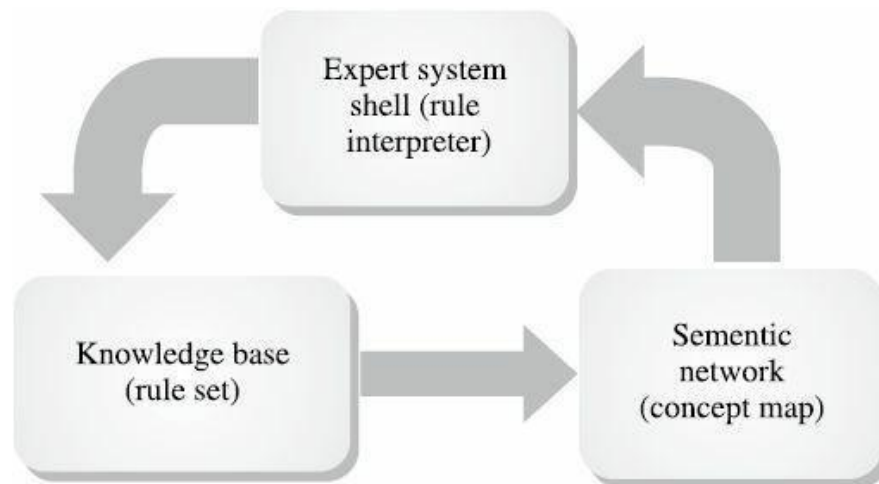 Expert system
shell (rule
interpreter)
Knowledge base
(rule set)
Sementic
network
(concept map)